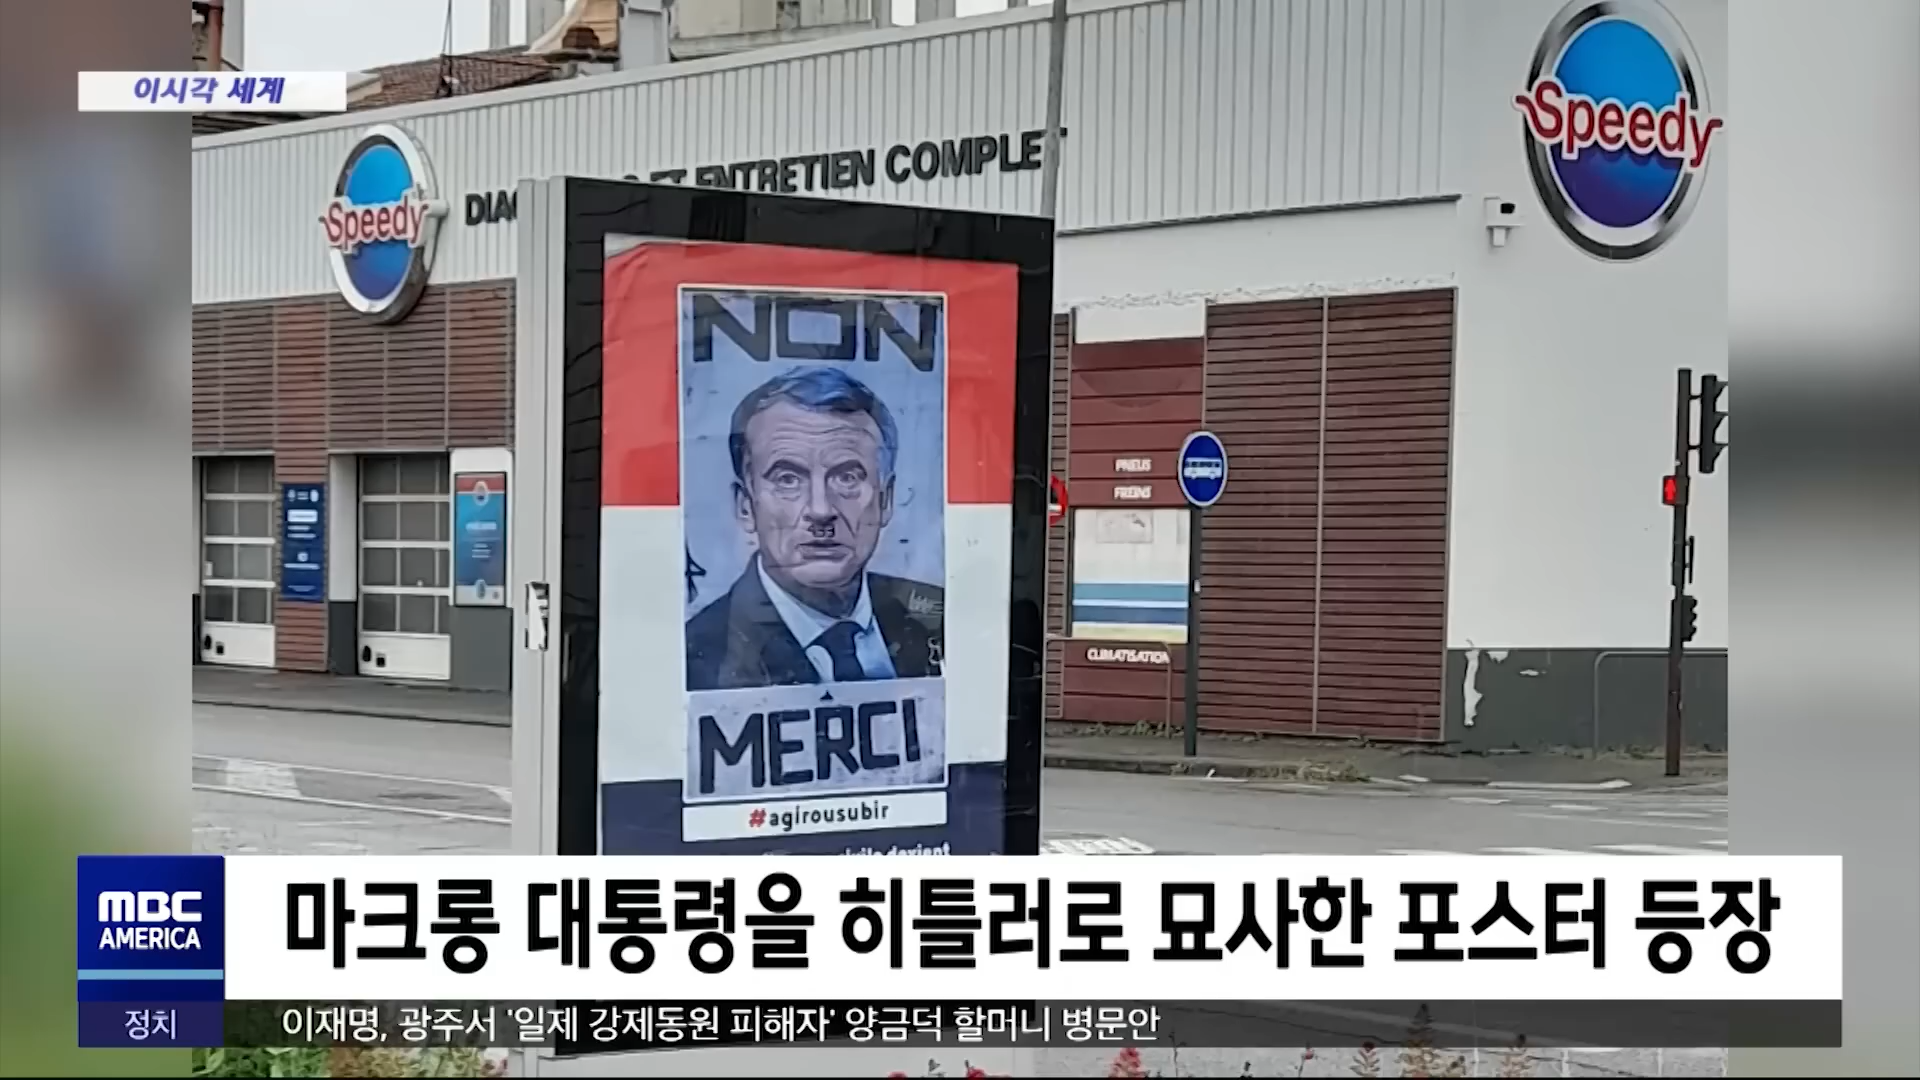 이시각 세계
Speedy
Speedy
ENTRETIEN COMPLET
NON
MERCI
#agirousubir
PNEUS
FREINS
CLIMATISATION
MBC
AMERICA
마크롱 대통령을 히틀러로 묘사한 포스터 등장
정치
이재명, 광주서 '일제 강제동원 피해자' 양금덕 할머니 병문안